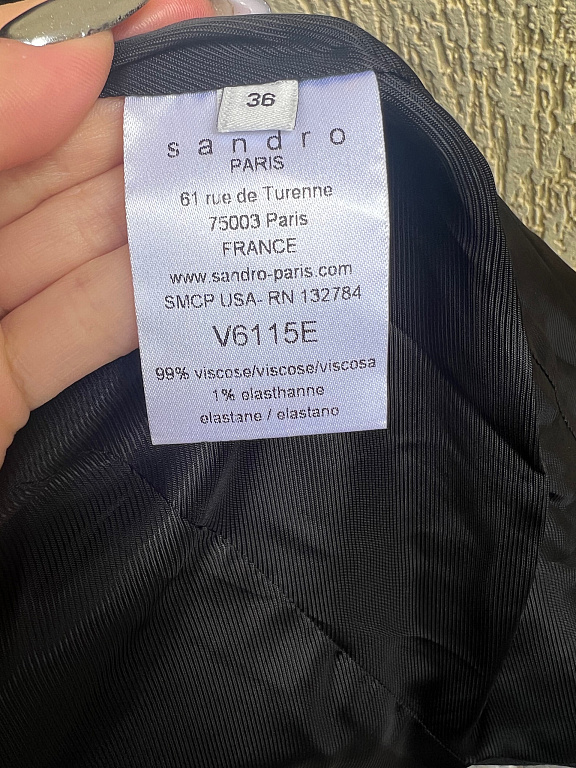 36
sandro
PARIS
61 rue de Turenne
75003 Paris
FRANCE
www.sandro-paris.com
SMCP USA- RN 132784
V6115E
99% viscose/viscose/viscosa
1% elasthanne
elastane / elastano